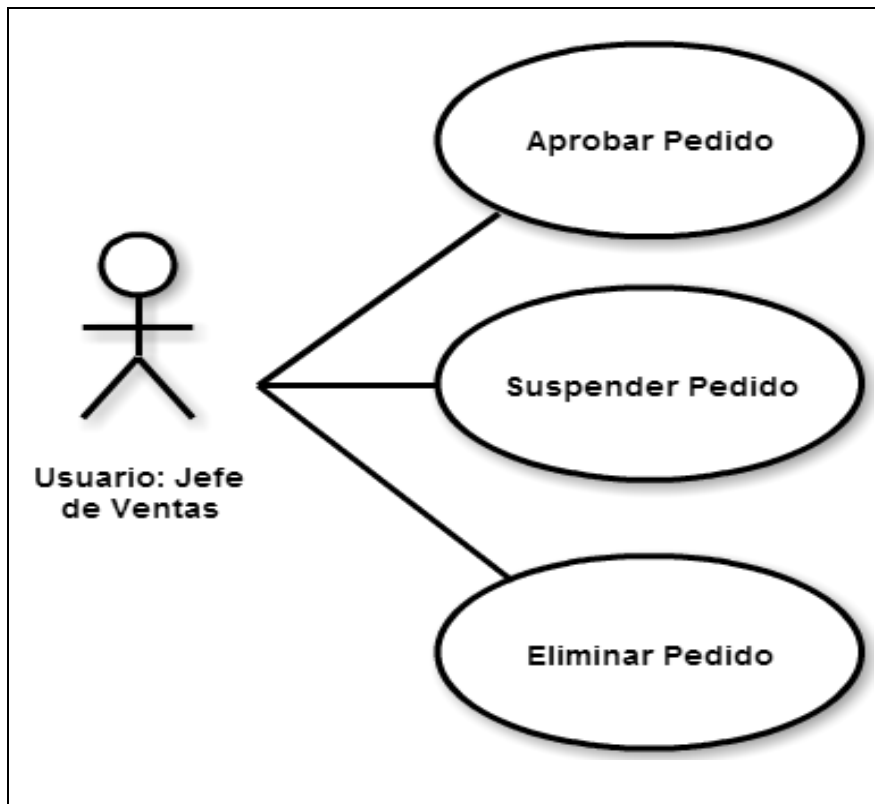 Aprobar Pedido
Suspender Pedido
Usuario: Jefe
de Ventas
Eliminar Pedido